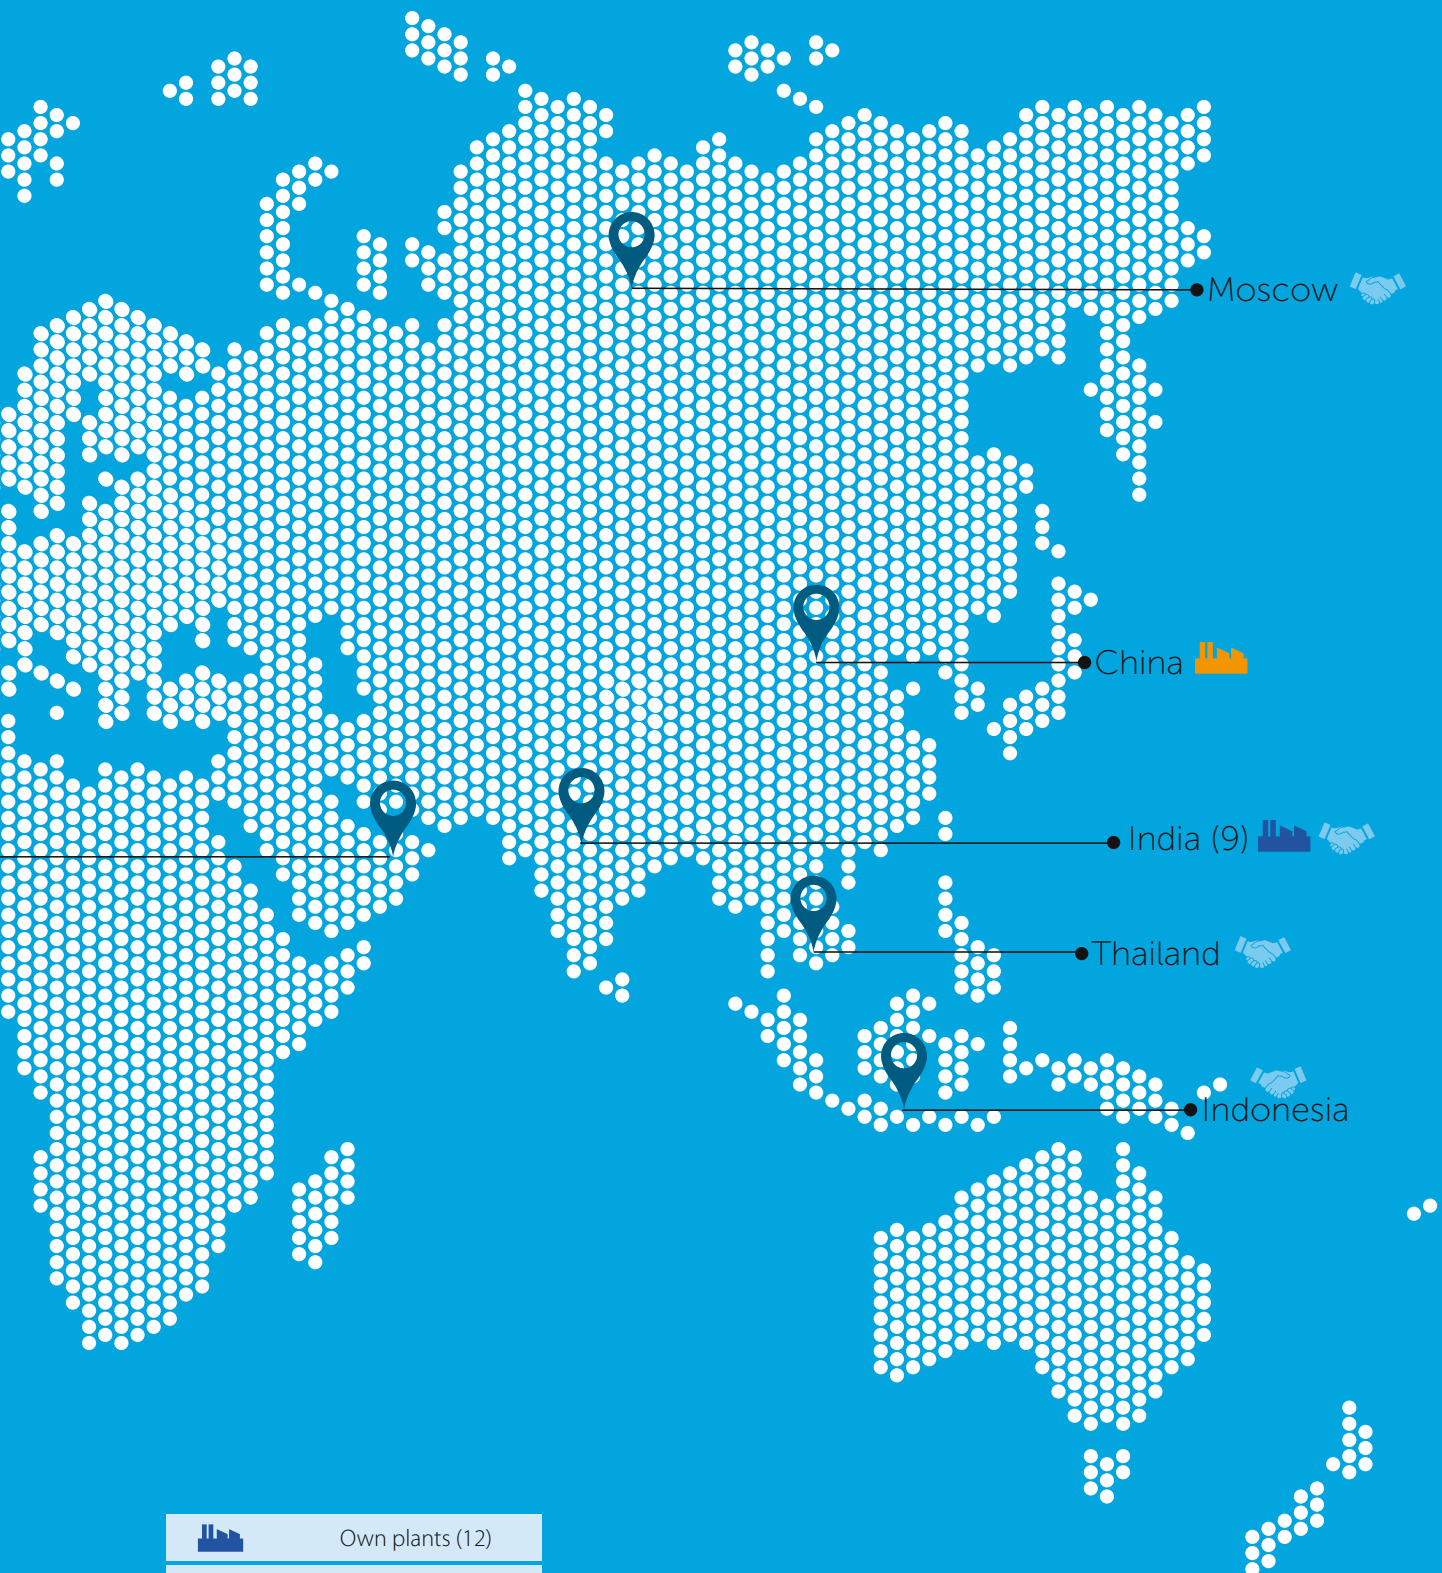 Moscow
China
India (9)
Thailand
Indonesia
Own plants (12)